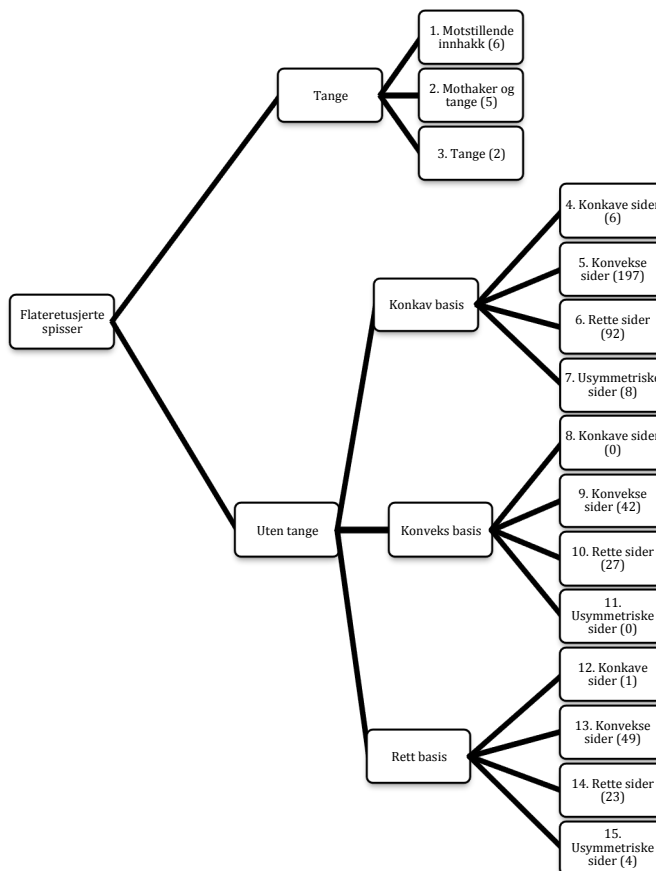 1. Motstillende
innhakk (6)
Tange
2. Mothaker og
tange (5)
3. Tange (2)
Flateretusjerte
spisser
Uten tange
Konkav basis
4. Konkave sider
(6)
5. Konvekse
sider (197)
6. Rette sider
(92)
7. Usymmetriske
sider (8)
Konveks basis
8. Konkave sider
(0)
9. Konvekse
sider (42)
10. Rette sider
(27)
11.
Usymmetriske
sider (0)
Rett basis
12. Konkave
sider (1)
13. Konvekse
sider (49)
14. Rette sider
(23)
15.
Usymmetriske
sider (4)